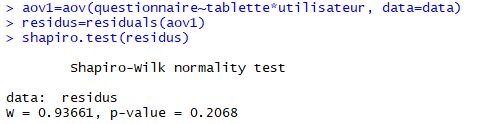 > aov1=aov(questionnaire~tablette*utilisateur, data=data)
> residus=residuals(aov1)
> shapiro.test(residus)
Shapiro-Wilk normality test
data:  residus
W = 0.93661, p-value = 0.2068